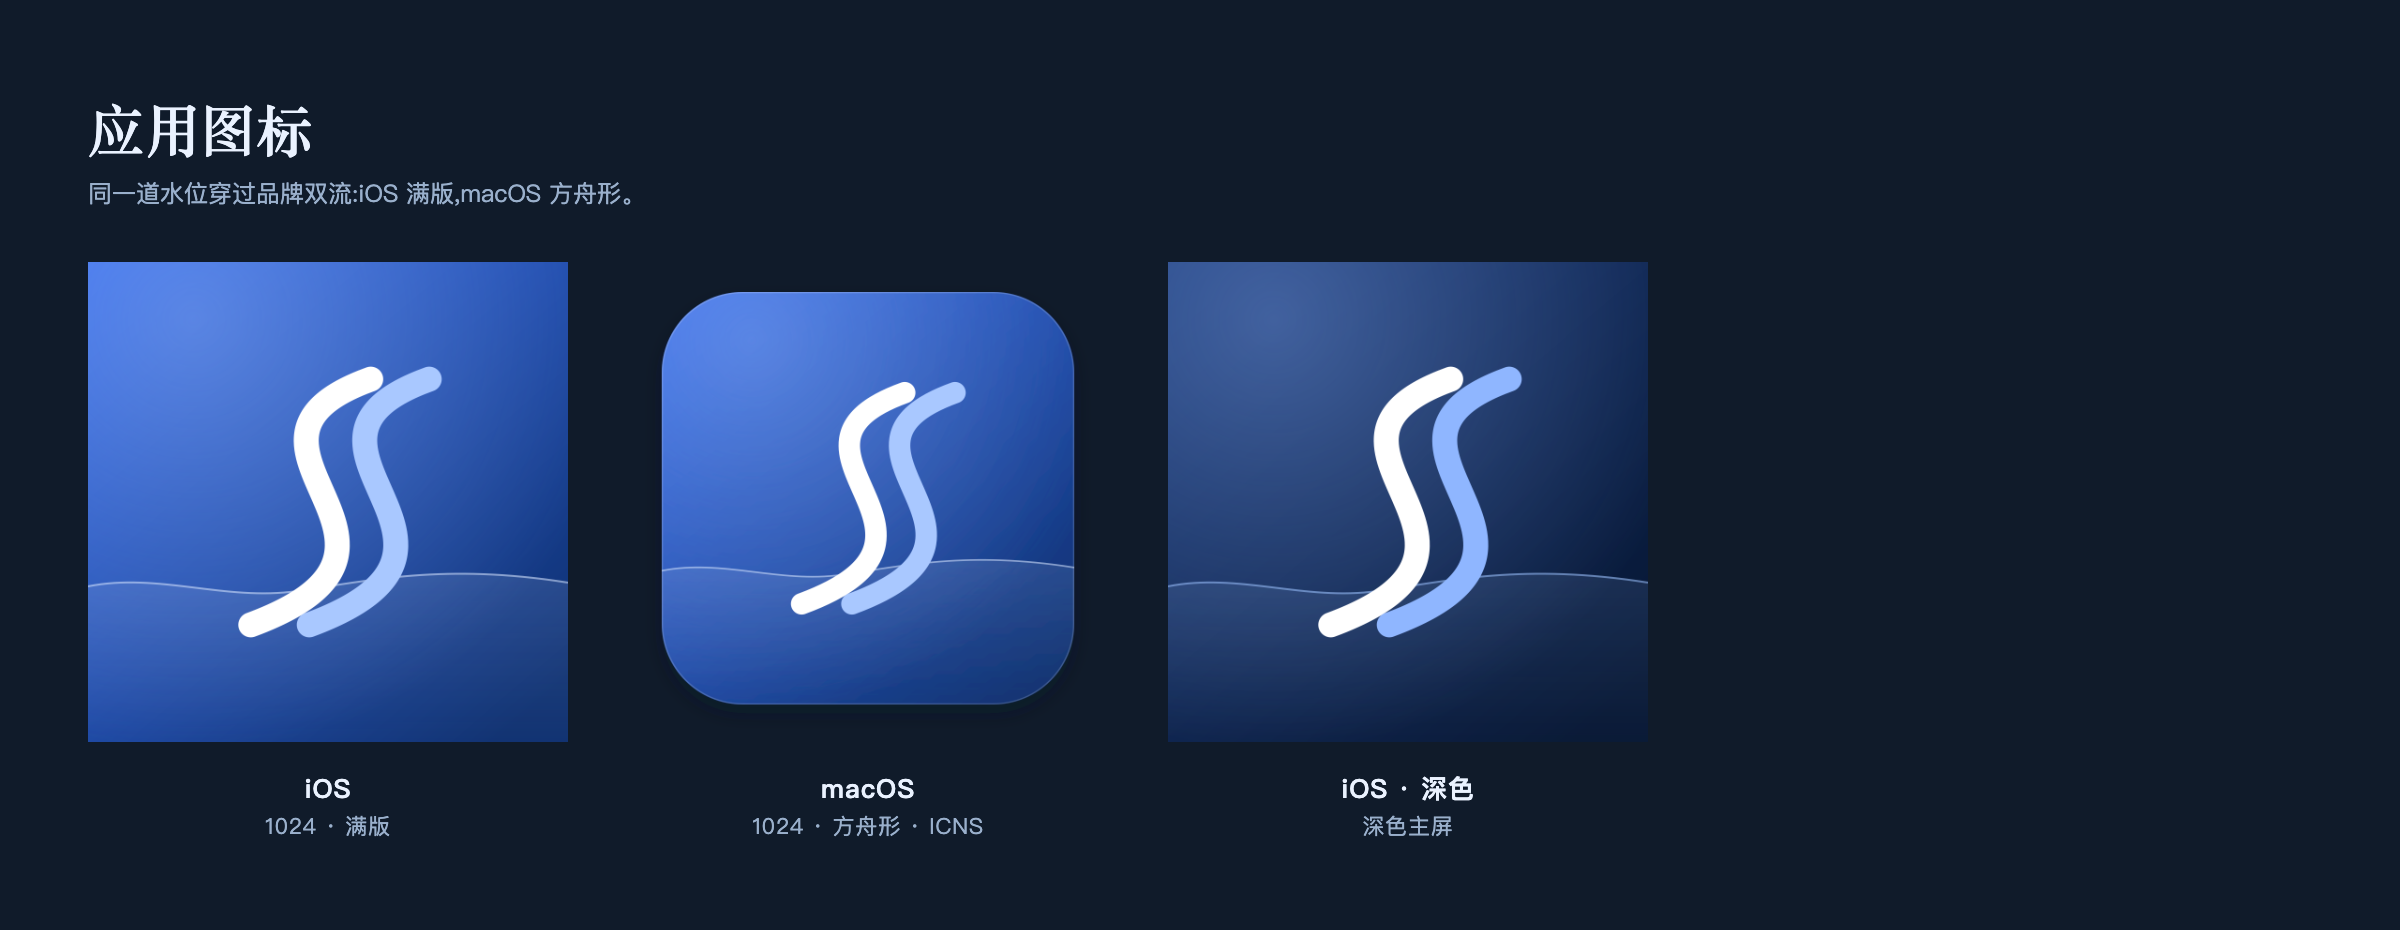 应用图标
同一道水位穿过品牌双流:iOS 满版,macOS 方舟形。
iOS
1024 · 满版
macOS
1024 · 方舟形 · ICNS
iOS · 深色
深色主屏